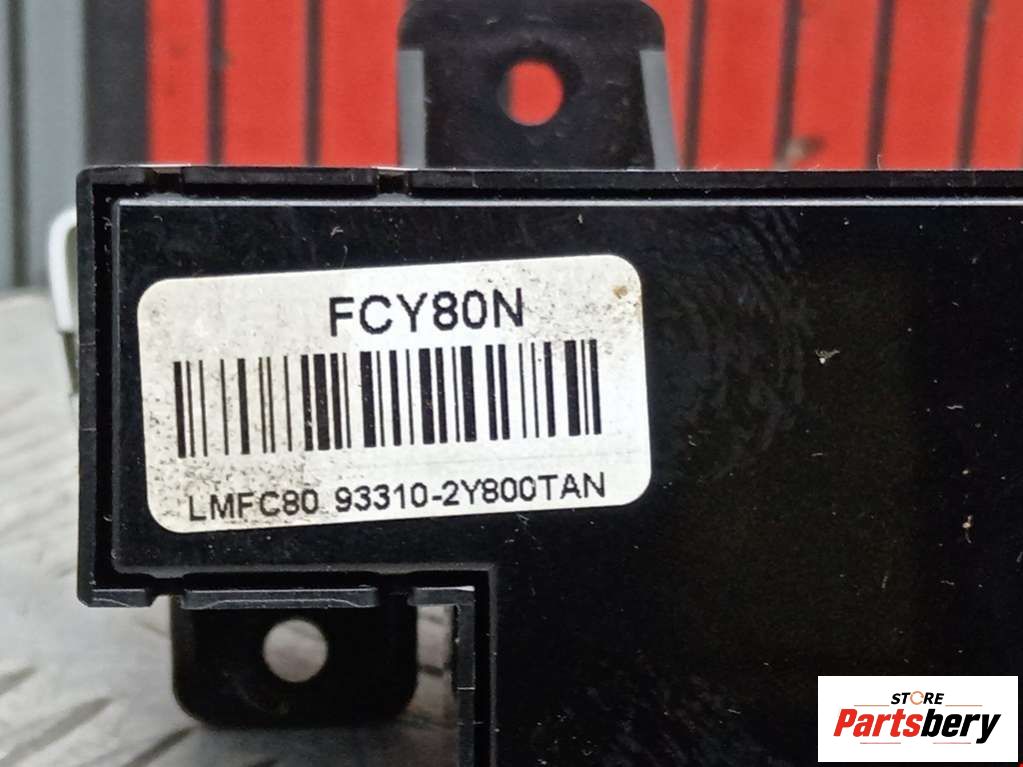 FCY80N
LMFC80 93310-2Y800TAN
STORE
Partsbery